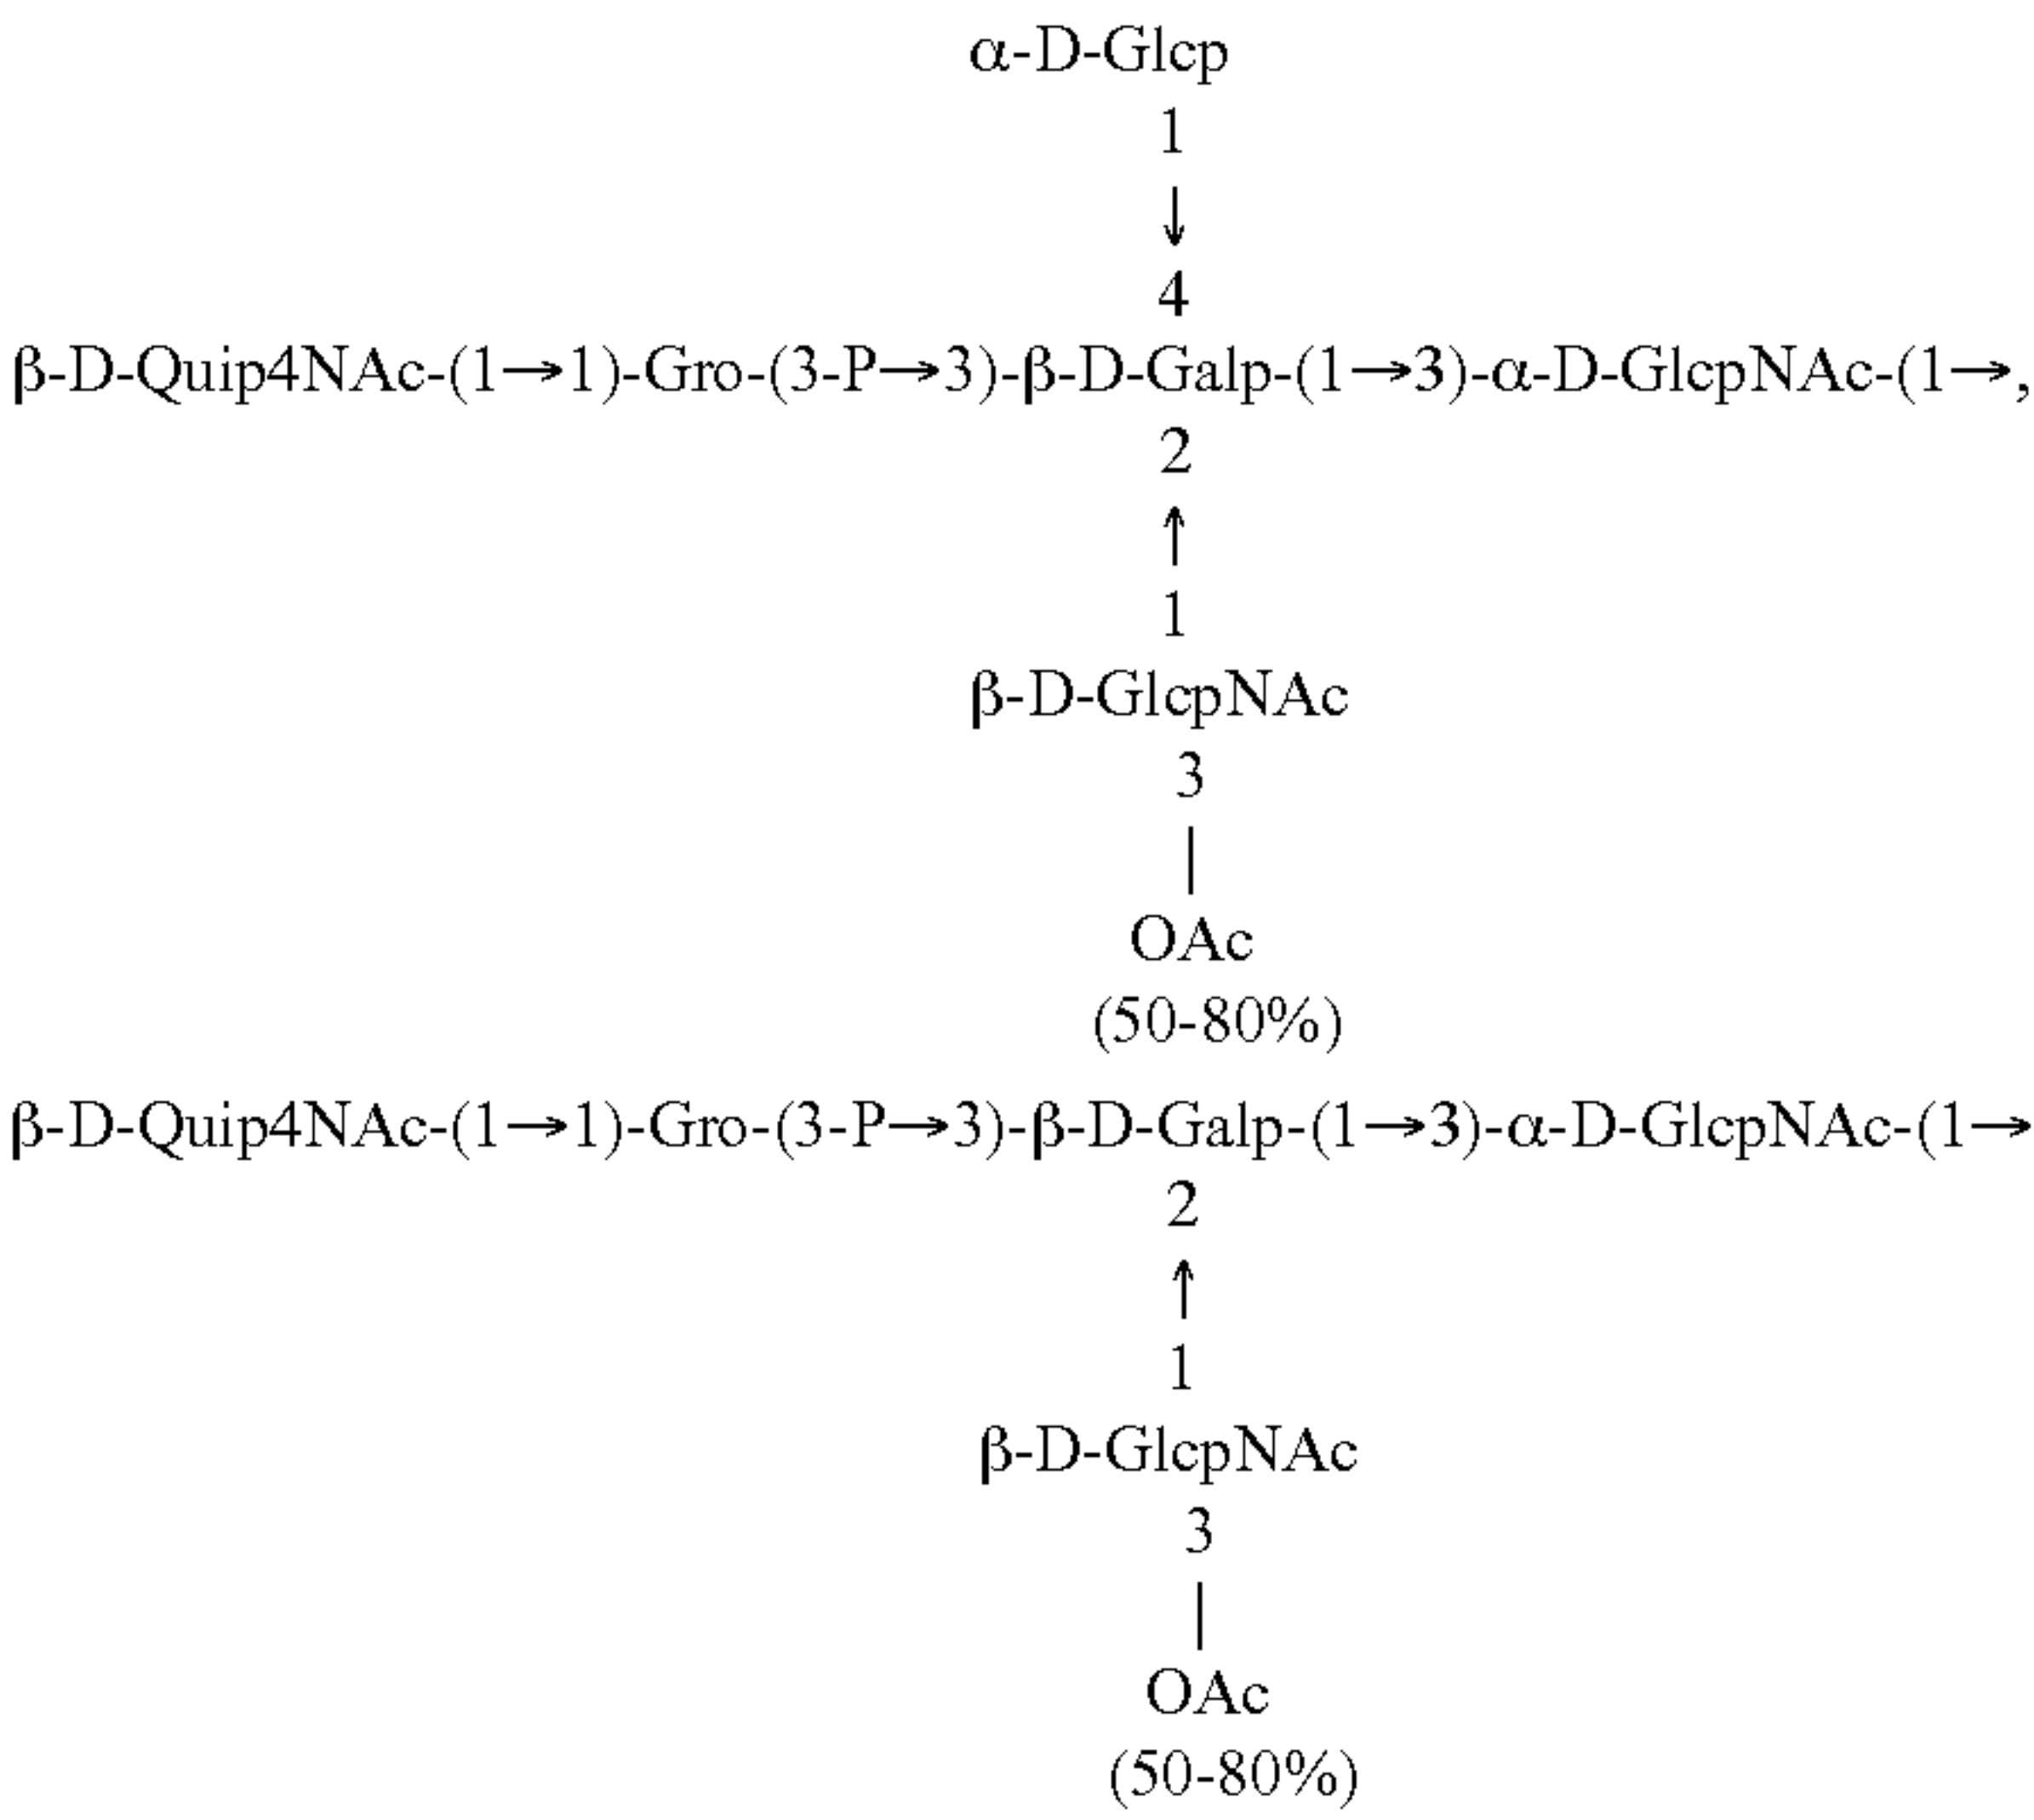 α-D-Glcp
1
↓
4
β-D-Quip4NAc-(1→1)-Gro-(3-P→3)-β-D-Galp-(1→3)-α-D-GlcpNAc-(1→,
2
↑
1
β-D-GlcpNAc
3
|
OAc
(50-80%)
β-D-Quip4NAc-(1→1)-Gro-(3-P→3)-β-D-Galp-(1→3)-α-D-GlcpNAc-(1→
2
↑
1
β-D-GlcpNAc
3
|
OAc
(50-80%)